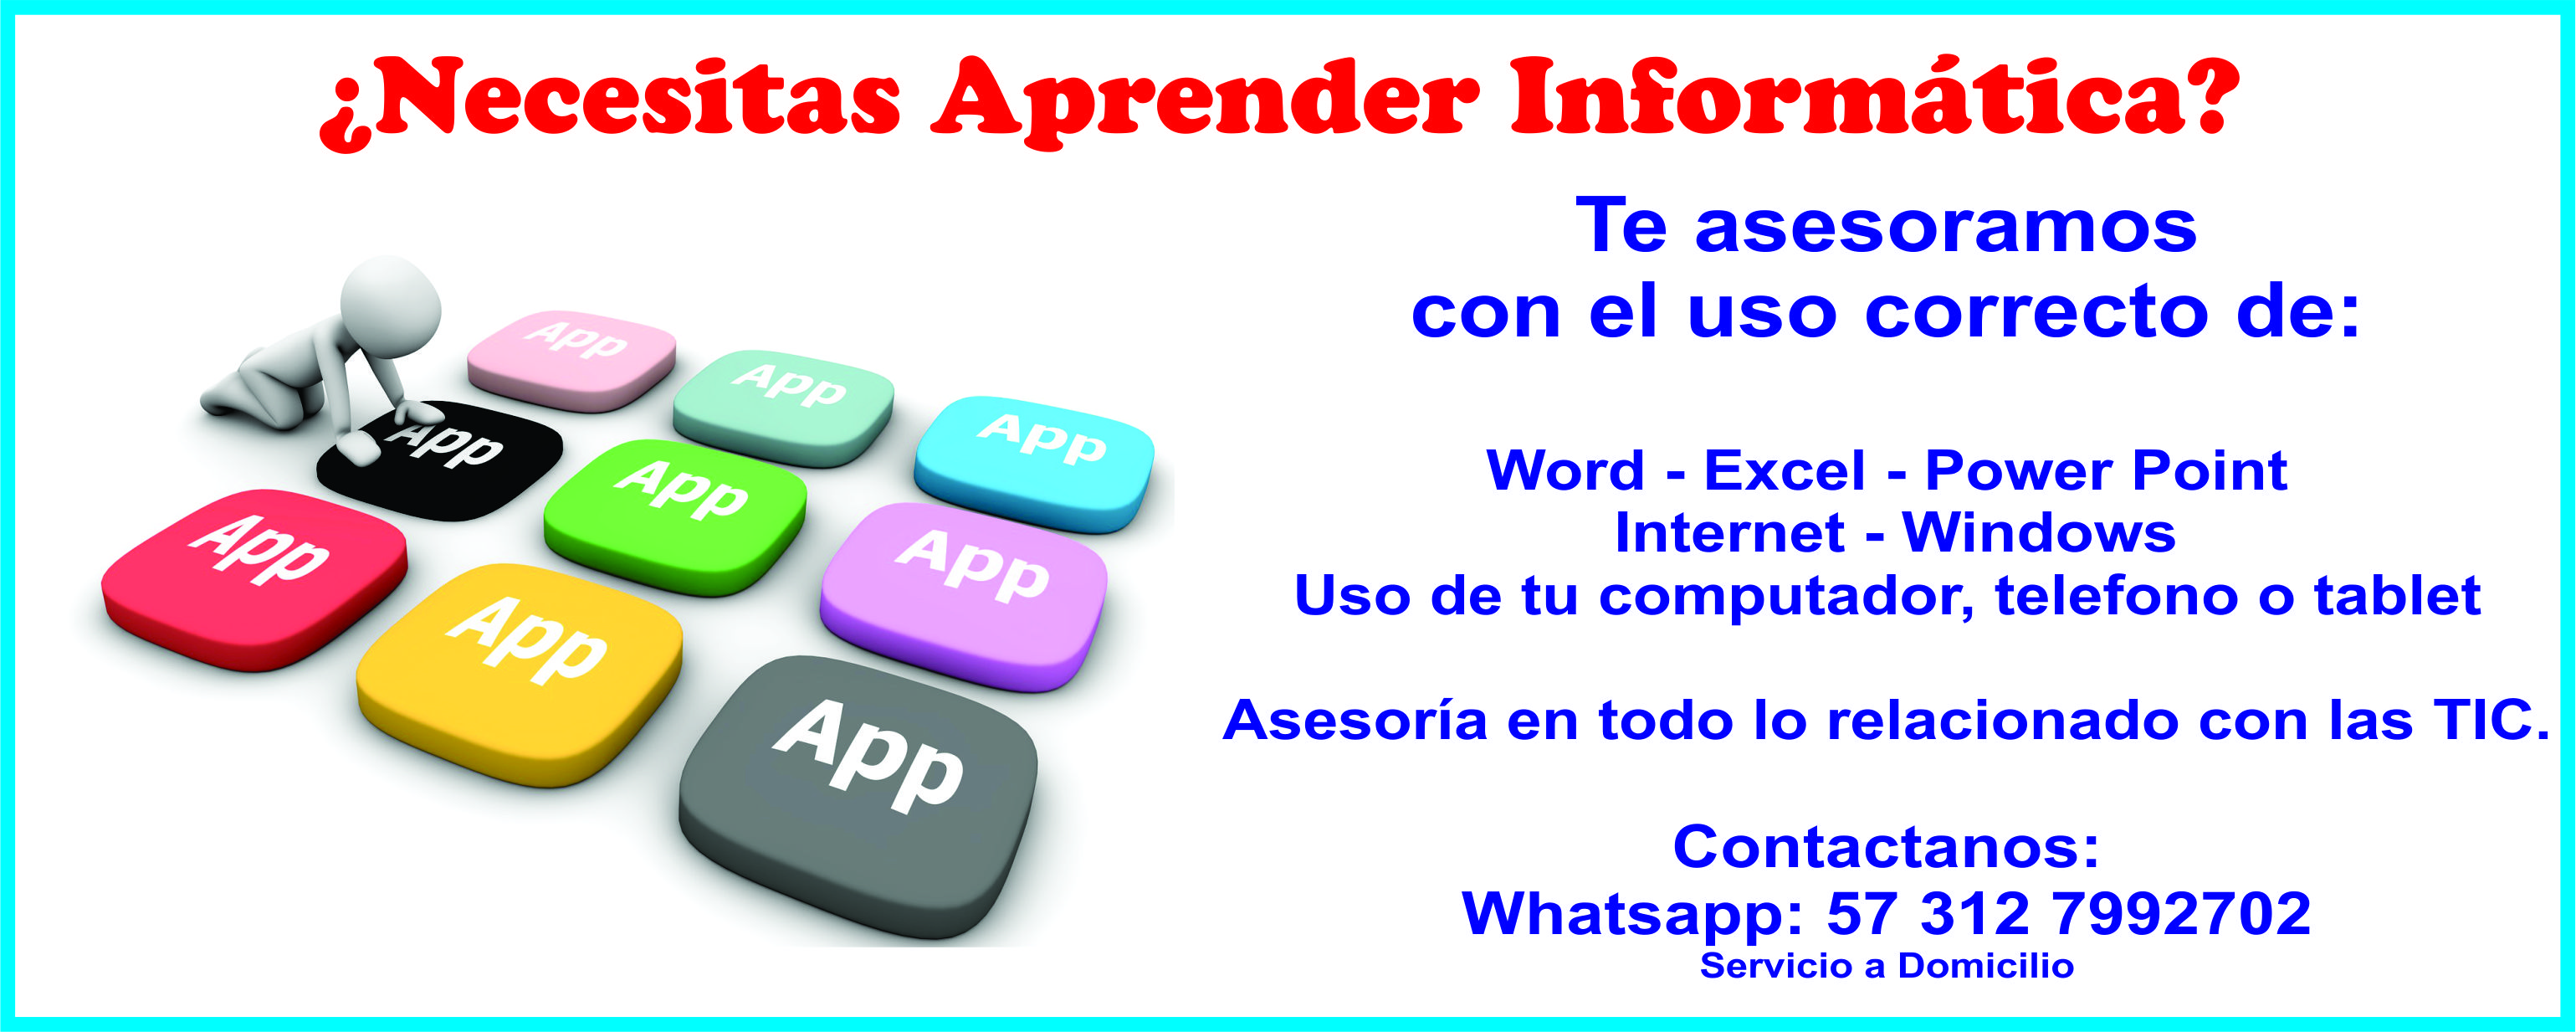 ¿Necesitas Aprender Informática?
Te asesoramos
con el uso correcto de:
Word - Excel - Power Point
Internet - Windows
Uso de tu computador, telefono o tablet
Asesoría en todo lo relacionado con las TIC.
Contactanos:
Whatsapp: 57 312 7992702
Servicio a Domicilio
App
App
App
App
App
App
App
App
App